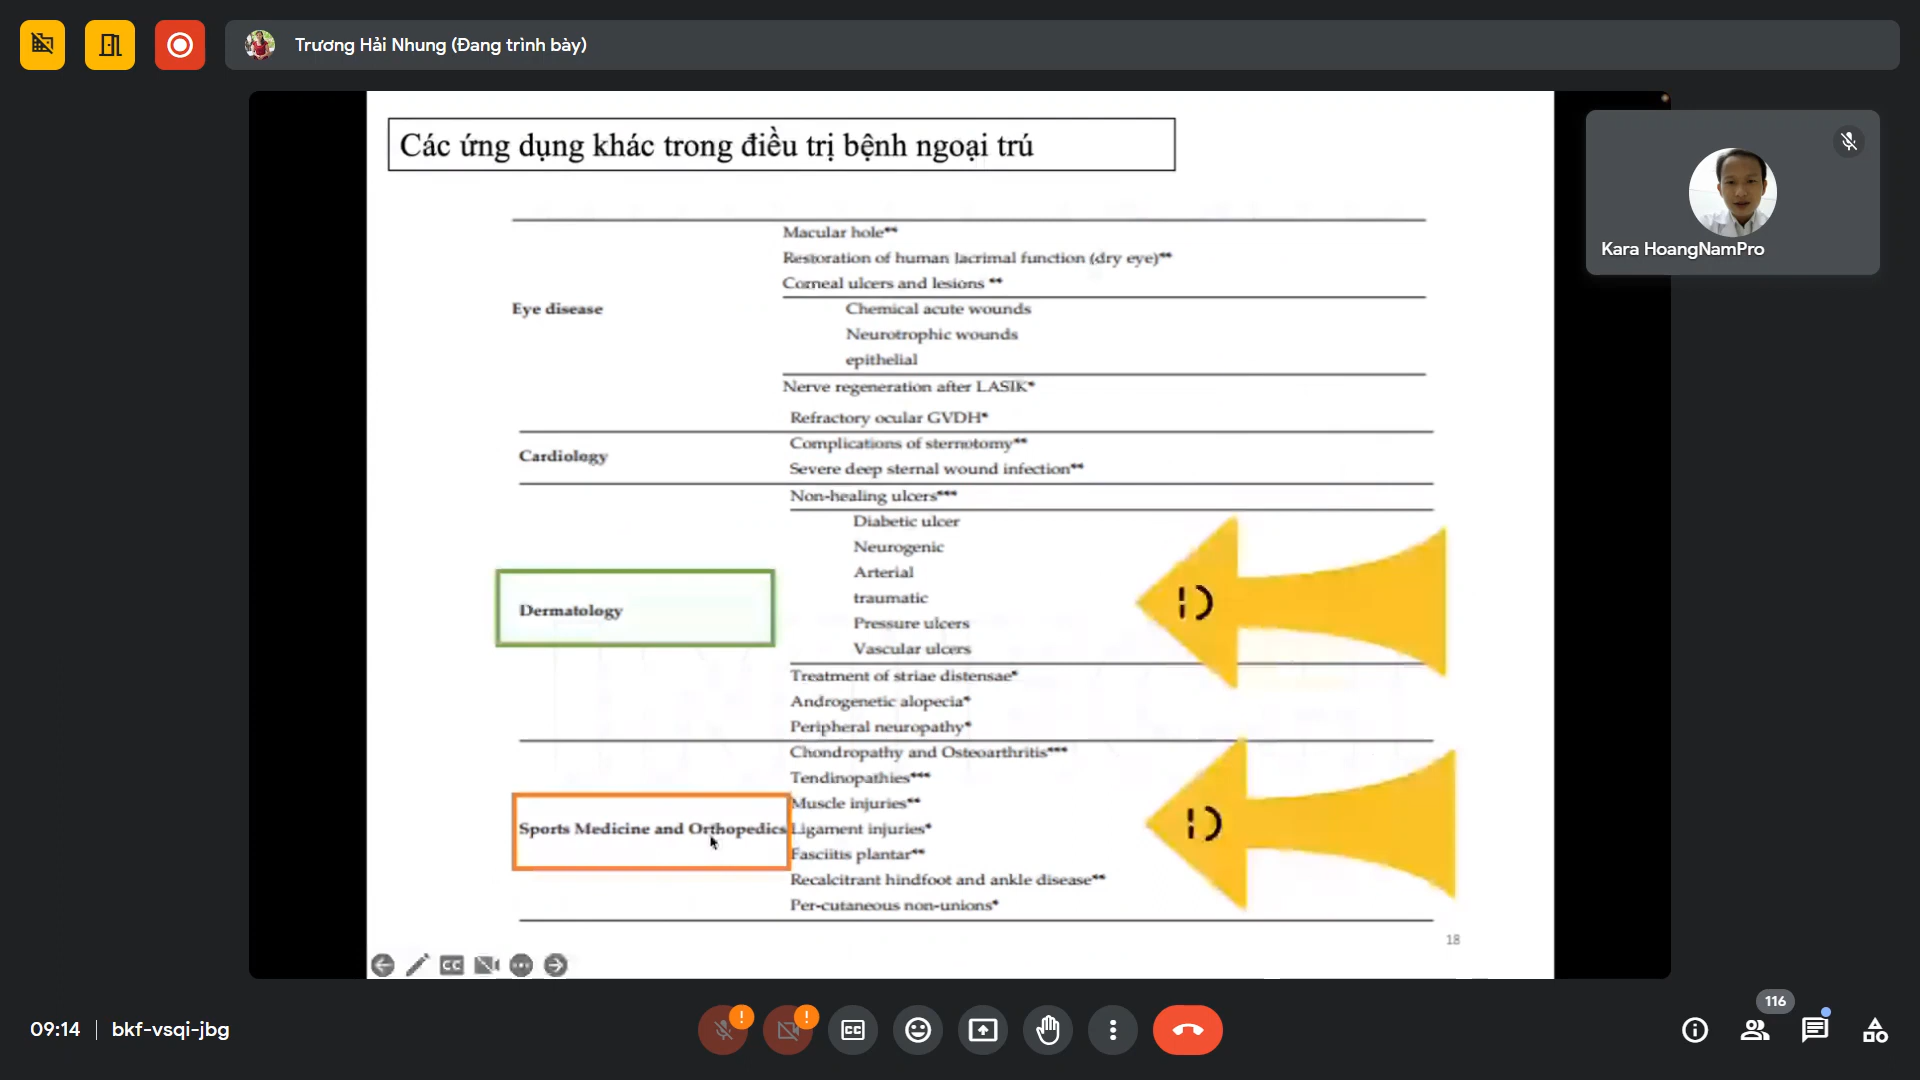 Trương Hải Nhung (Đang trình bày)
Các ứng dụng khác trong điều trị bệnh ngoại trú
Kara HoangNamPro
Eye disease
Macular hole**
Restoration of human lacrimal function (dry eye)**
Corneal ulcers and lesions **
Chemical acute wounds
Neurotrophic wounds
epithelial
Nerve regeneration after LASIK*
Refractory ocular GVDH*
Cardiology
Complications of sternotomy**
Severe deep sternal wound infection**
Dermatology
Non-healing ulcers***
Diabetic ulcer
Neurogenic
Arterial
traumatic
Pressure ulcers
Vascular ulcers
Treatment of striae distensae*
Androgenetic alopecia*
Peripheral neuropathy*
Sports Medicine and Orthopedics
Chondropathy and Osteoarthritis***
Tendinopathies***
Muscle injuries**
Ligament injuries*
Fasciitis plantar**
Recalcitrant hindfoot and ankle disease**
Per-cutaneous non-unions*
:)
:)
18
CC
09:14 | bkf-vsqi-jbg
!
!
CC
116